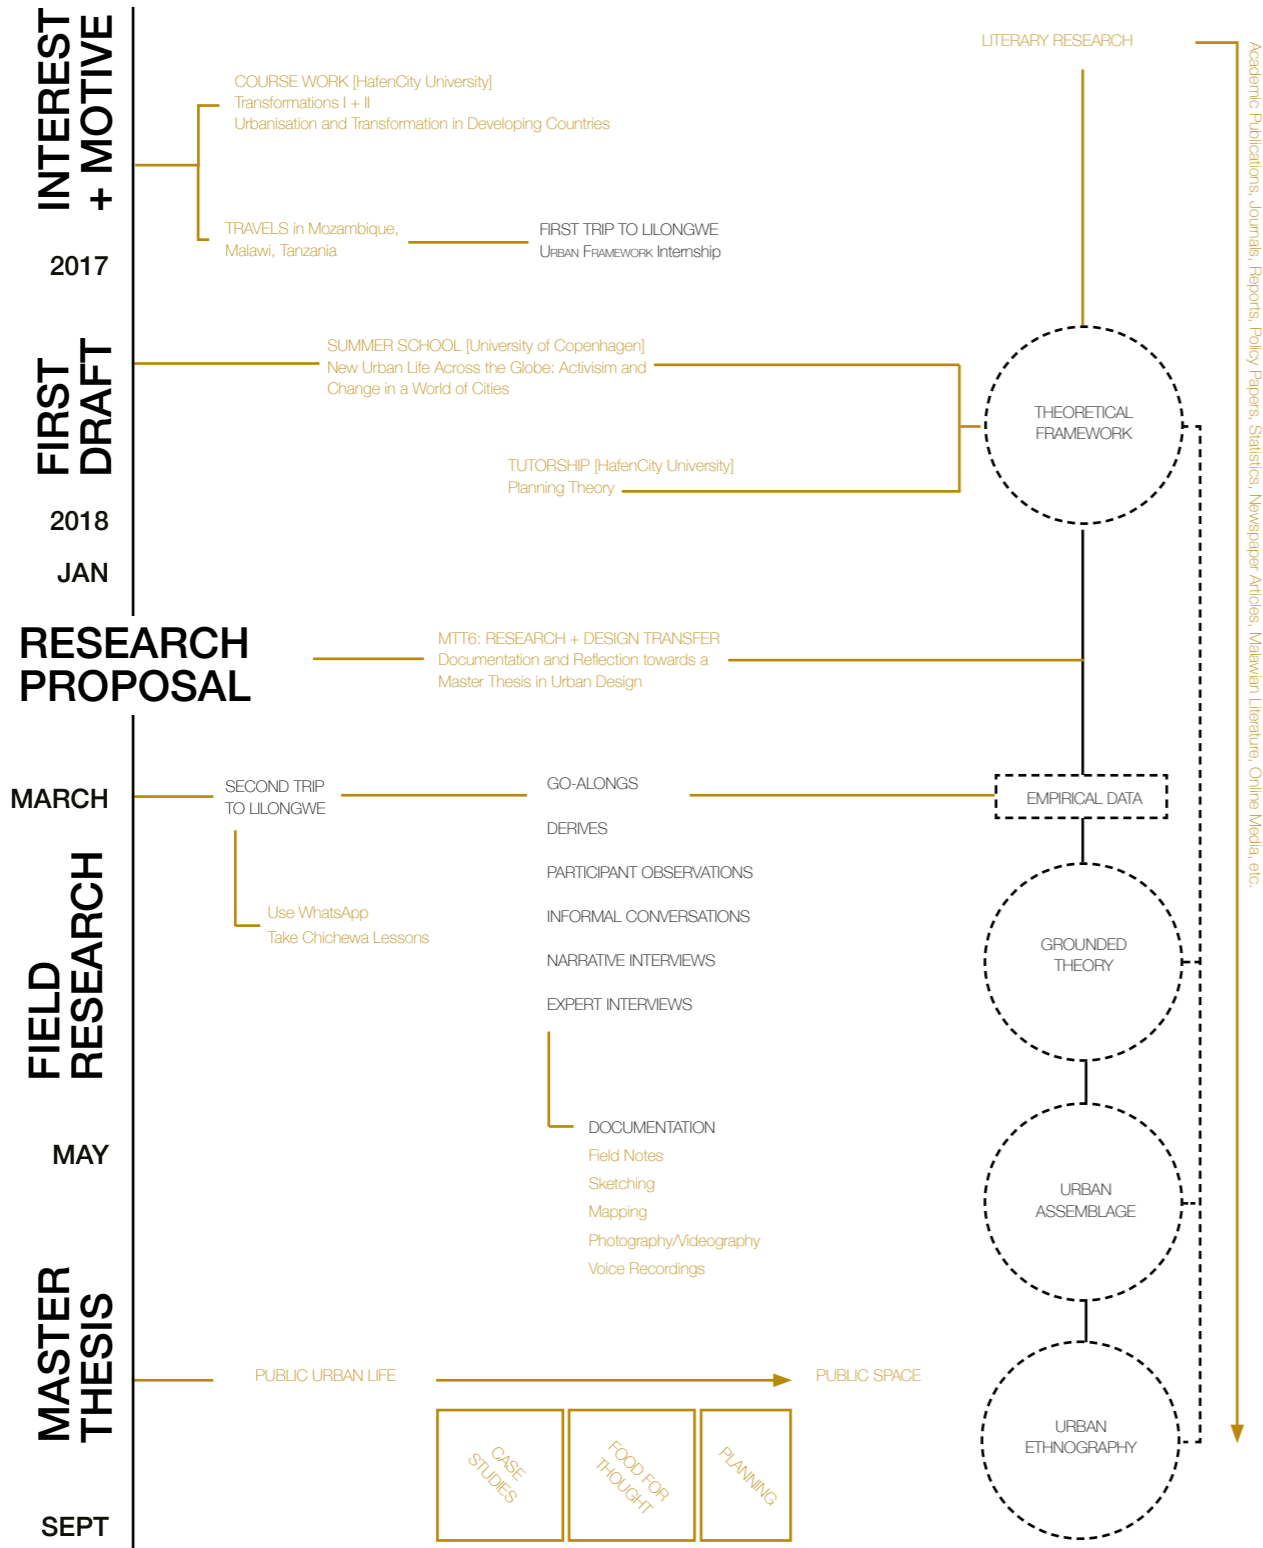 INTEREST
+ MOTIVE
COURSE WORK [HafenCity University]
Transformations I + II
Urbanisation and Transformation in Developing Countries
TRAVELS in Mozambique,
Malawi, Tanzania
FIRST TRIP TO LILONGWE
URBAN FRAMEWORK Internship
LITERARY RESEARCH
Academic Publications, Journals, Reports, Policy Papers, Statistics, Newspaper Articles, Malawian Literature, Online Media, etc.
2017
FIRST
DRAFT
SUMMER SCHOOL [University of Copenhagen]
New Urban Life Across the Globe: Activisim and
Change in a World of Cities
TUTORSHIP [HafenCity University]
Planning Theory
THEORETICAL
FRAMEWORK
2018
JAN
RESEARCH
PROPOSAL
MTT6: RESEARCH + DESIGN TRANSFER
Documentation and Reflection towards a
Master Thesis in Urban Design
MARCH
SECOND TRIP
TO LILONGWE
Use WhatsApp
Take Chichewa Lessons
GO-ALONGS
DERIVES
PARTICIPANT OBSERVATIONS
INFORMAL CONVERSATIONS
NARRATIVE INTERVIEWS
EXPERT INTERVIEWS
EMPIRICAL DATA
FIELD
RESEARCH
GROUNDED
THEORY
MAY
DOCUMENTATION
Field Notes
Sketching
Mapping
Photography/Videography
Voice Recordings
URBAN
ASSEMBLAGE
MASTER
THESIS
PUBLIC URBAN LIFE
PUBLIC SPACE
CASE
STUDIES
FOOD FOR
THOUGHT
PLANNING
URBAN
ETHNOGRAPHY
SEPT